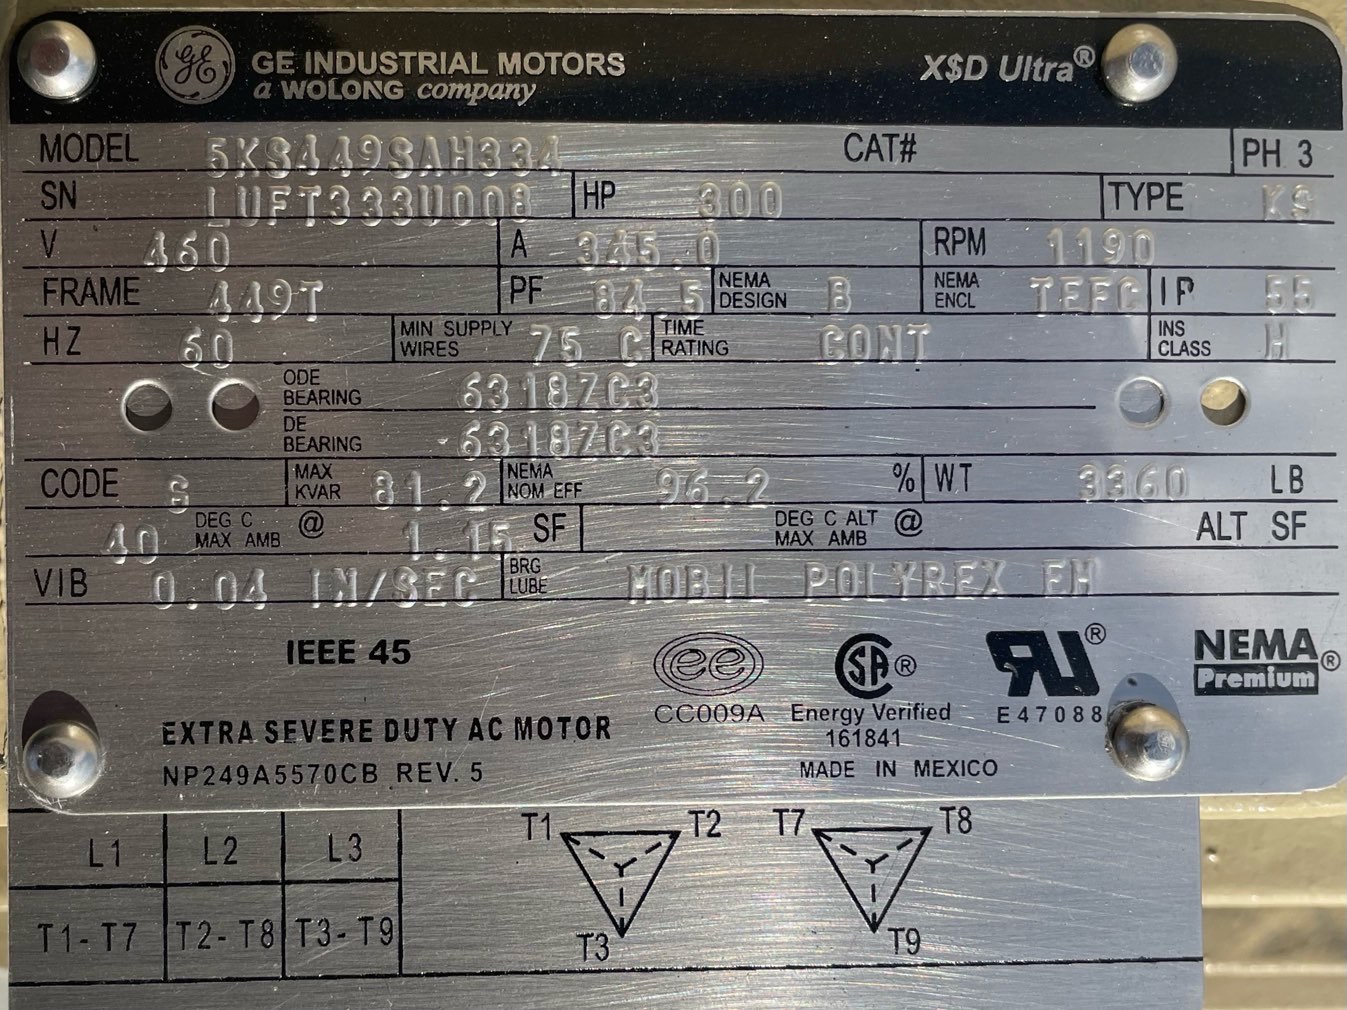 GE INDUSTRIAL MOTORS
a WOLONG company
X$D Ultra®
MODEL 5KS449SAH334 CAT# PH 3
SN LUFT333U008 HP 300 TYPE KS
V 460 A 345.0 RPM 1190
FRAME 449T PF 84.5 NEMA DESIGN B NEMA ENCL TEFC IP 55
HZ 60 MIN SUPPLY WIRES 75 C TIME RATING CONT INS CLASS H
ODE BEARING 6318ZC3
DE BEARING 6318ZC3
CODE G MAX KVAR 81.2 NEMA NOM EFF 96.2 % WT 3360 LB
40 DEG C MAX AMB @ 1.15 SF DEG C ALT MAX AMB @ ALT SF
VIB 0.04 IN/SEC BRG LUBE MOBIL POLYREX EM
IEEE 45
ee
CC009A
SA®
Energy Verified
161841
RU®
E47088
NEMA
Premium®
EXTRA SEVERE DUTY AC MOTOR
NP249A5570CB REV. 5
MADE IN MEXICO
L1 L2 L3
T1-T7 T2-T8 T3-T9
T1 T2 T7 T8
T3 T9